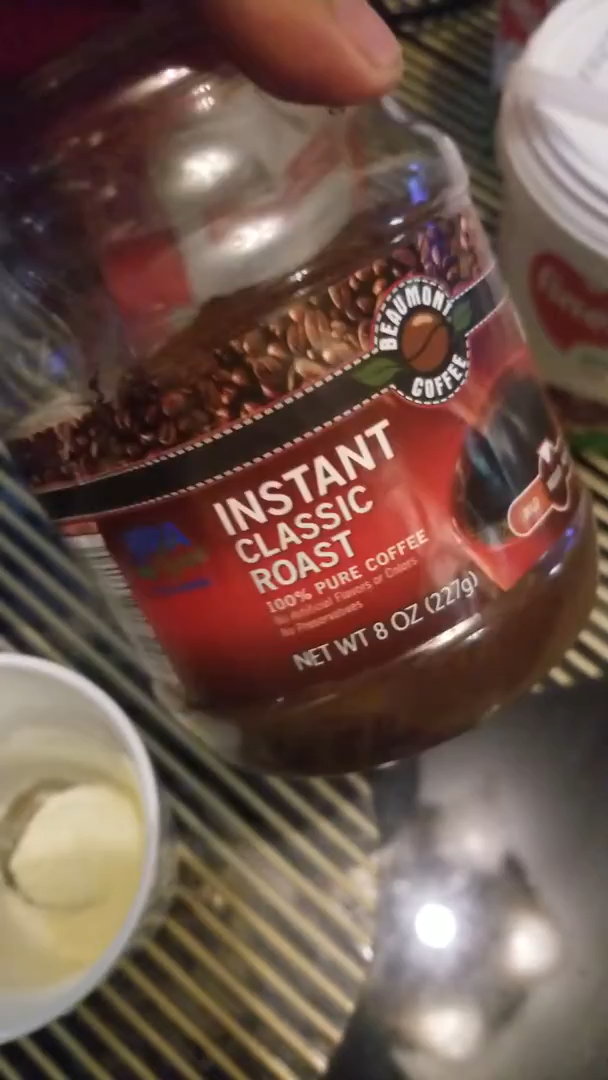 BEAUMONT
COFFEE
INSTANT
CLASSIC
ROAST
100% PURE COFFEE
No Artificial Flavors or Colors
No Preservatives
NET WT 8 OZ (227g)